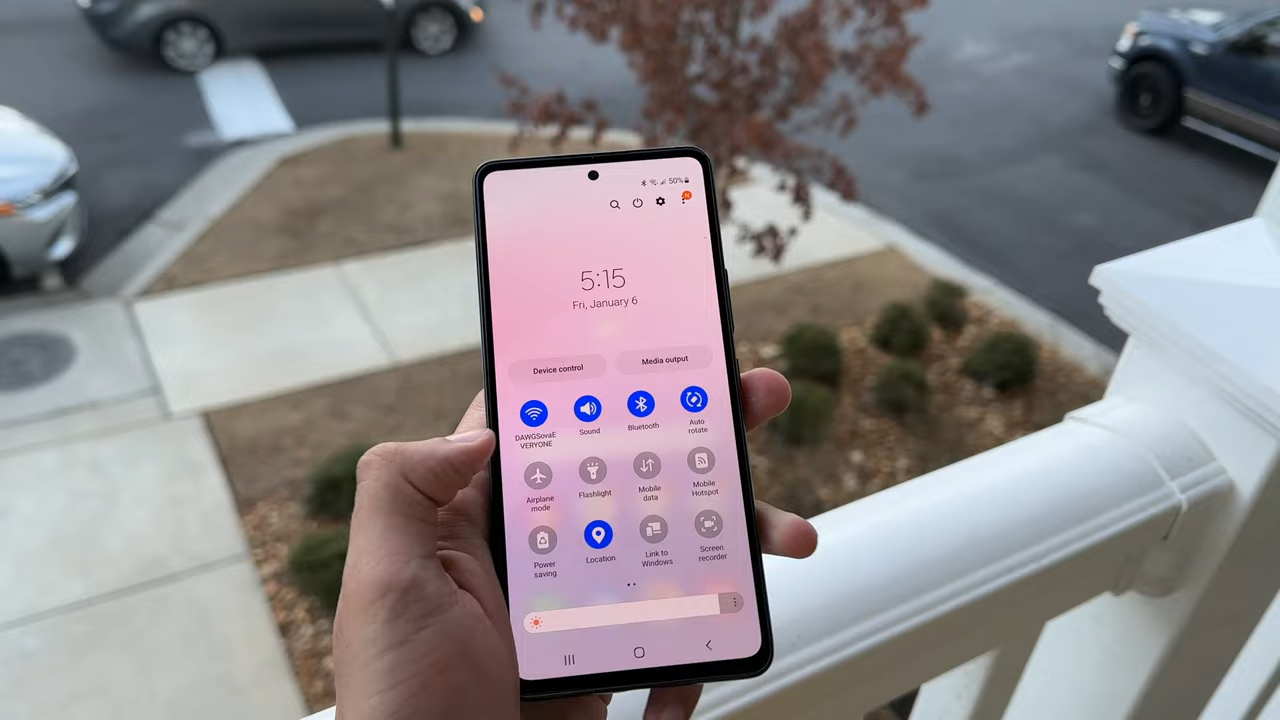 50%
N
5:15
Fri, January 6
Device control
Media output
DAWGSovaE
VERYONE
Sound
Bluetooth
Auto
rotate
Airplane
mode
Flashlight
Mobile
data
Mobile
Hotspot
Power
saving
Location
Link to
Windows
Screen
recorder